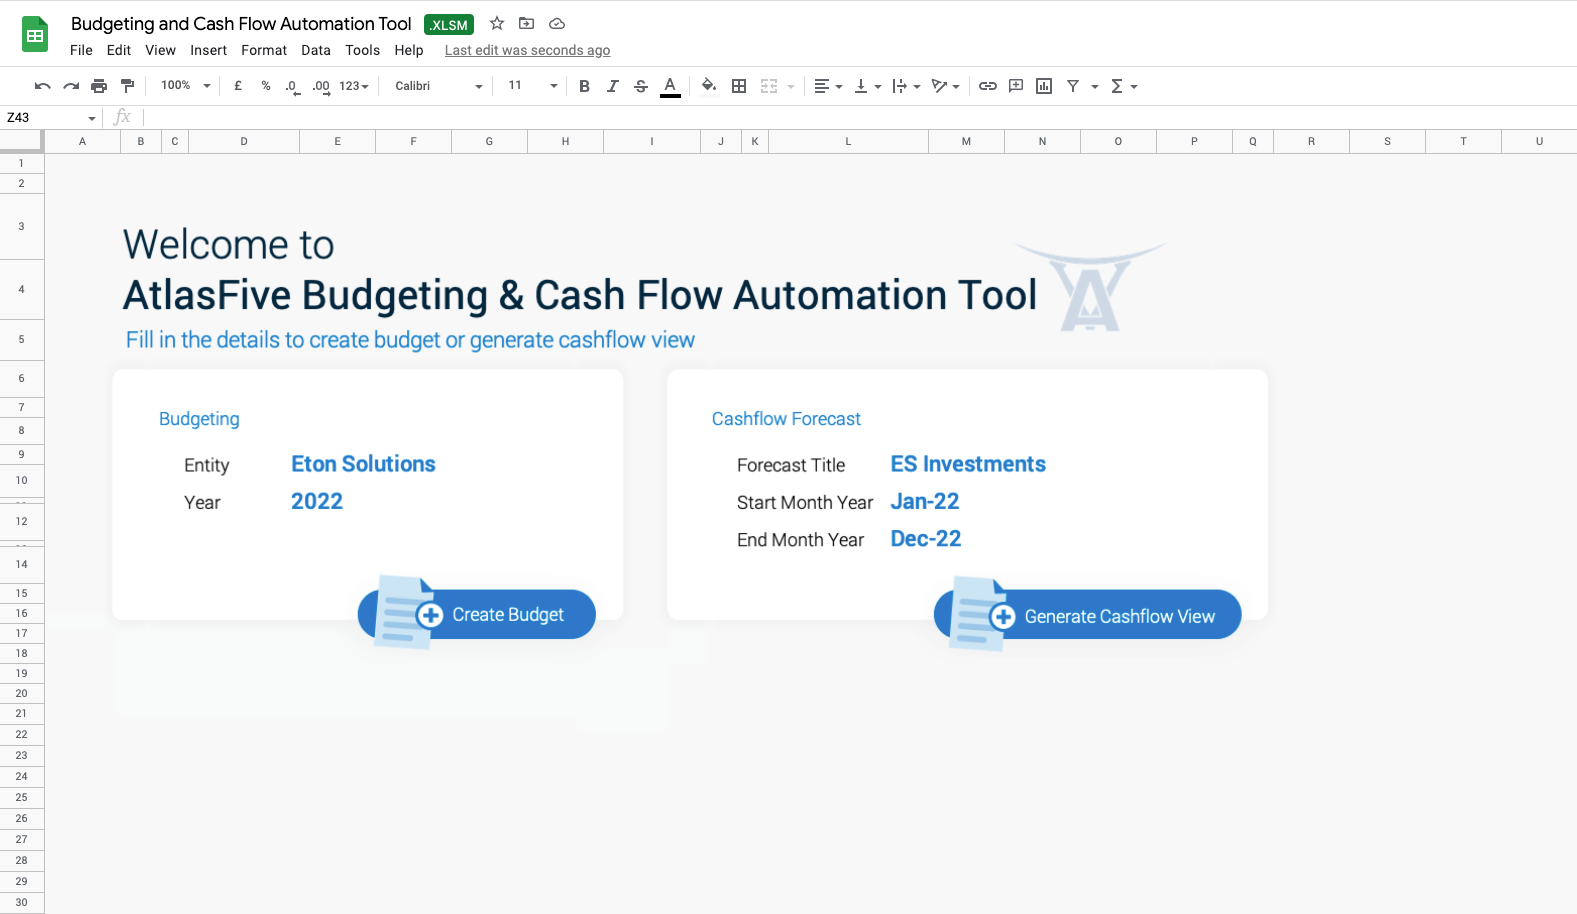 Budgeting and Cash Flow Automation Tool .XLSM
File Edit View Insert Format Data Tools Help Last edit was seconds ago
100% £ % .0 .00 123 Calibri 11 B I S A
Z43 fx
A B C D E F G H I J K L M N O P Q R S T U
1
2
3
Welcome to
4
AtlasFive Budgeting & Cash Flow Automation Tool
5
Fill in the details to create budget or generate cashflow view
6
7
8
Budgeting
Cashflow Forecast
9
10
Entity Eton Solutions
Forecast Title ES Investments
12
Year 2022
Start Month Year Jan-22
14
End Month Year Dec-22
15
16
Create Budget
Generate Cashflow View
17
18
19
20
21
22
23
24
25
26
27
28
29
30